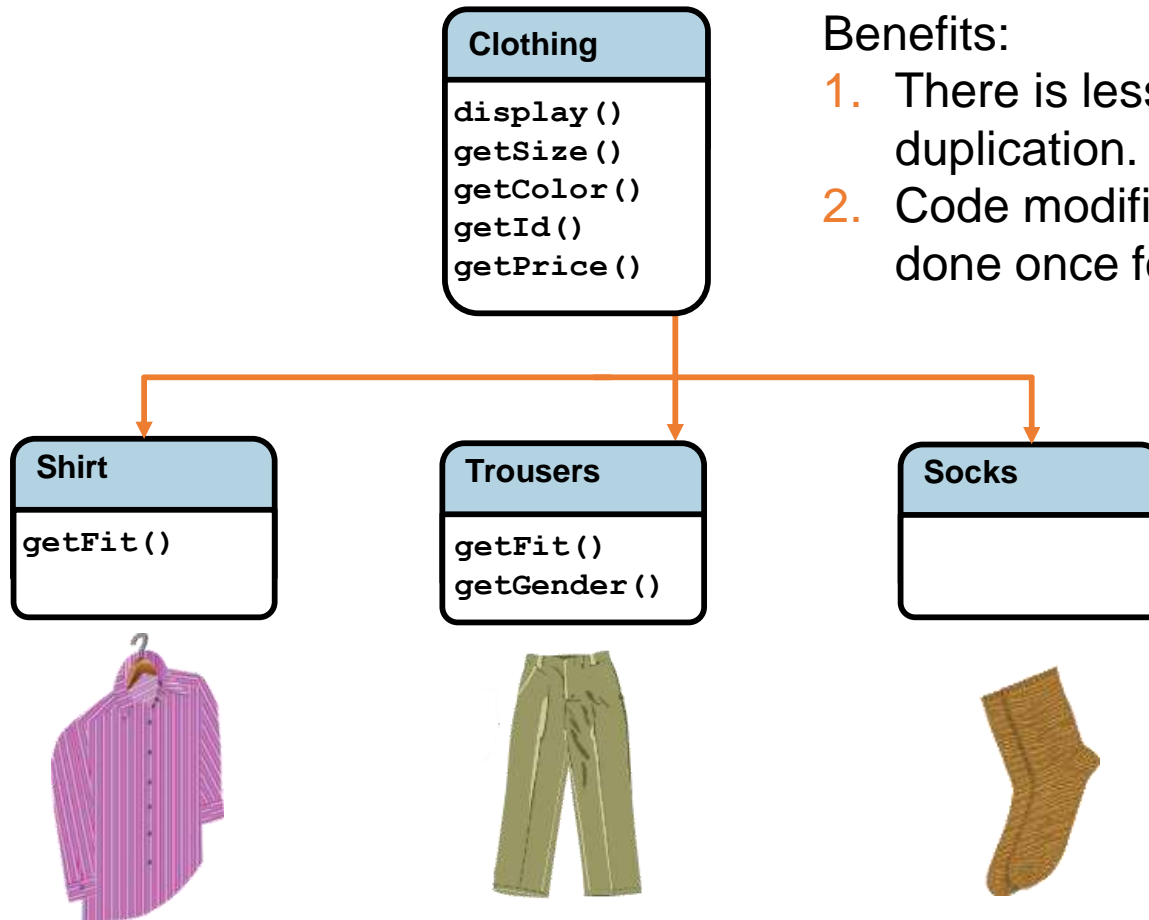 Clothing
display()
getSize()
getColor()
getId()
getPrice()
Benefits:
1. There is less
duplication.
2. Code modifi
done once f
Shirt
getFit()
Trousers
getFit()
getGender()
Socks